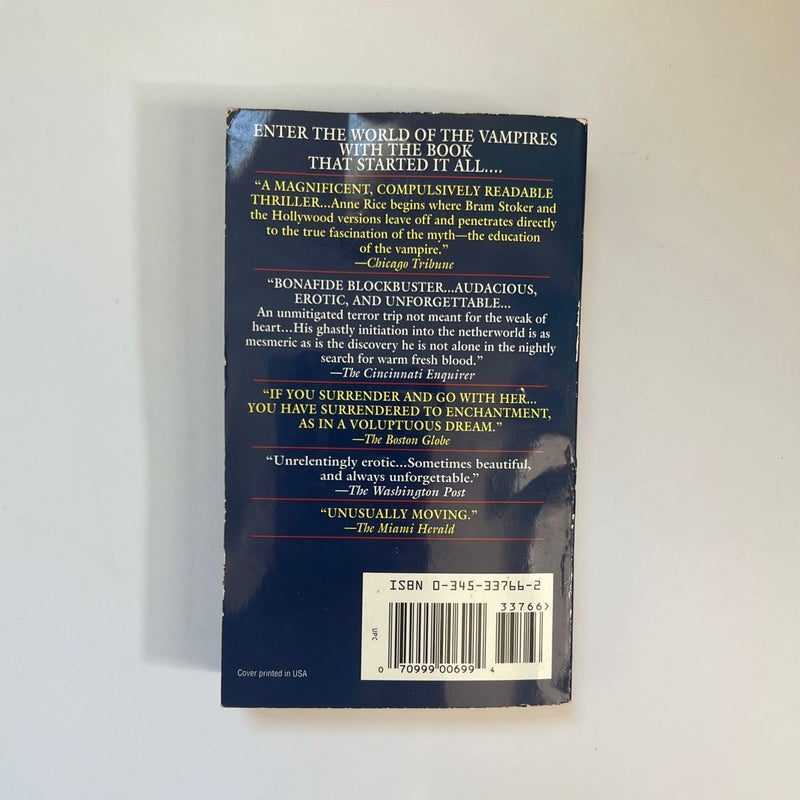 ENTER THE WORLD OF THE VAMPIRES
WITH THE BOOK
THAT STARTED IT ALL....
“A MAGNIFICENT, COMPULSIVELY READABLE
THRILLER...Anne Rice begins where Bram Stoker and
the Hollywood versions leave off and penetrates directly
to the true fascination of the myth—the education
of the vampire.”
—Chicago Tribune
“BONAFIDE BLOCKBUSTER...AUDACIOUS,
EROTIC, AND UNFORGETTABLE...
An unmitigated terror trip not meant for the weak of
heart...His ghastly initiation into the netherworld is as
mesmeric as is the discovery he is not alone in the nightly
search for warm fresh blood.”
—The Cincinnati Enquirer
“IF YOU SURRENDER AND GO WITH HER...
YOU HAVE SURRENDERED TO ENCHANTMENT,
AS IN A VOLUPTUOUS DREAM.”
—The Boston Globe
“Unrelentingly erotic...Sometimes beautiful,
and always unforgettable.”
—The Washington Post
“UNUSUALLY MOVING.”
—The Miami Herald
ISBN 0-345-33766-2
33766>
UPC
0 70999 00699 4
Cover printed in USA